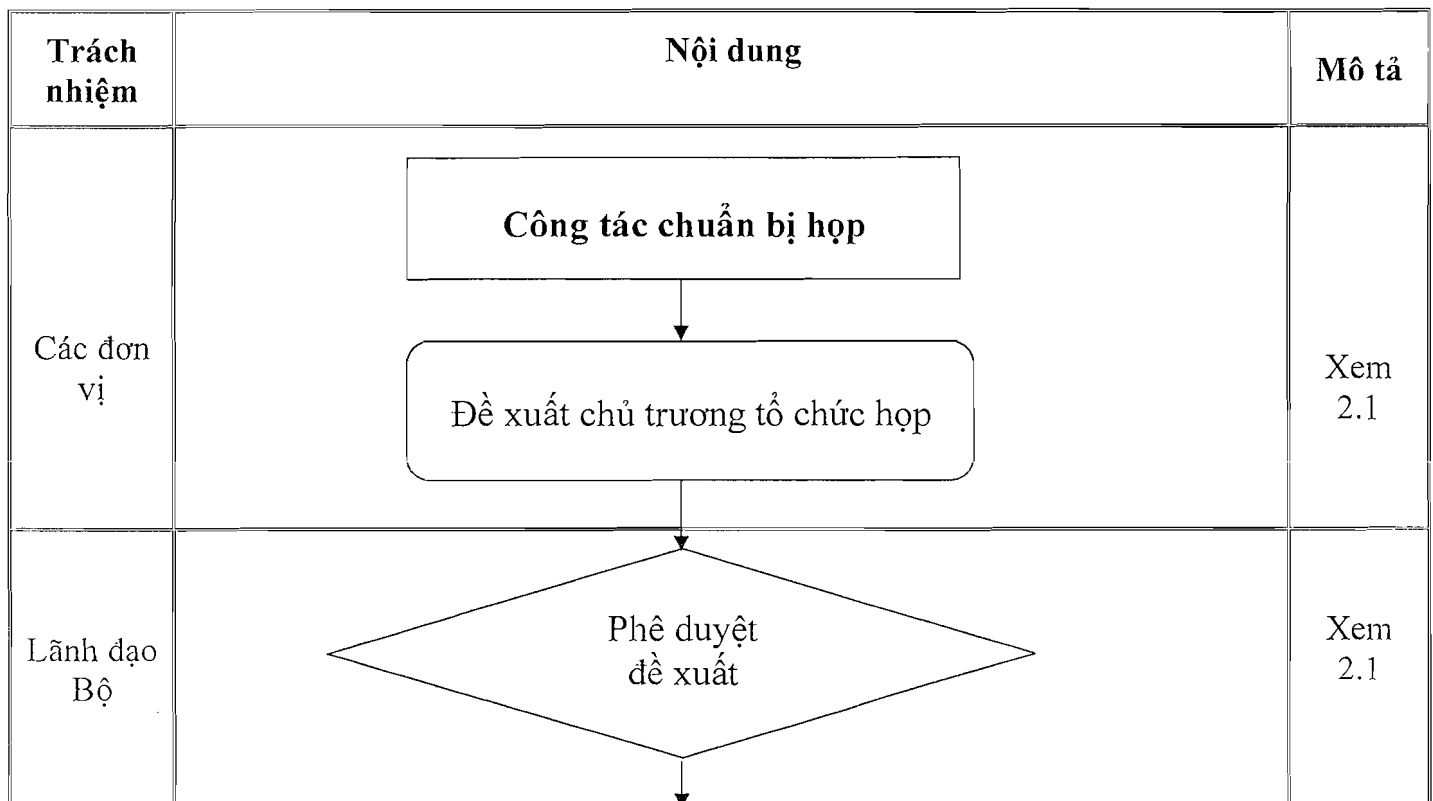 Trách
nhiệm
Nội dung
Mô tả
Công tác chuẩn bị họp
Các đơn
vị
Đề xuất chủ trương tổ chức họp
Xem
2.1
Lãnh đạo
Bộ
Phê duyệt
đề xuất
Xem
2.1